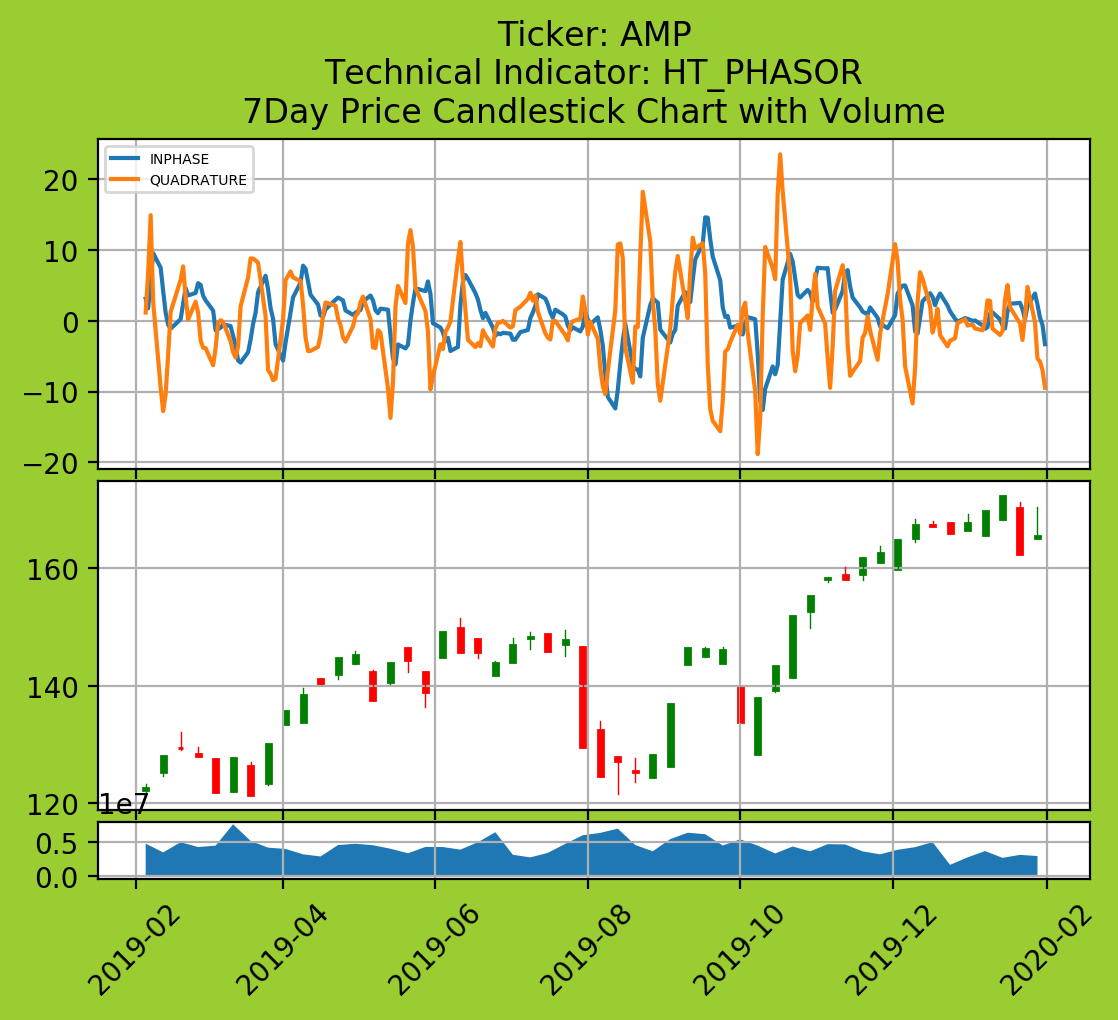 Ticker: AMP
Technical Indicator: HT_PHASOR
7Day Price Candlestick Chart with Volume
INPHASE
QUADRATURE
20
10
0
−10
−20
160
140
120
1e7
0.5
0.0
2019-02
2019-04
2019-06
2019-08
2019-10
2019-12
2020-02